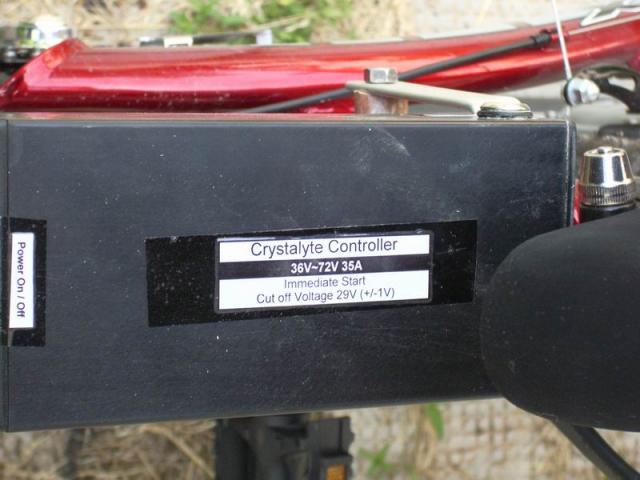 Power On / Off
Crystalyte Controller
36V~72V 35A
Immediate Start
Cut off Voltage 29V (+/-1V)